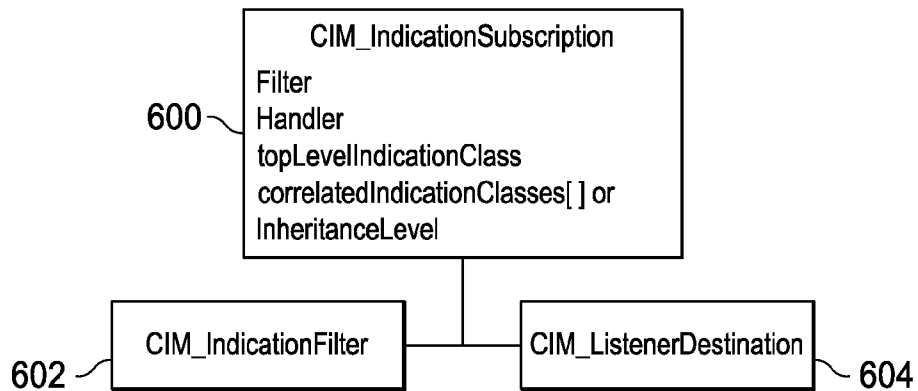 CIM_IndicationSubscription
Filter
Handler
topLevelIndicationClass
correlatedIndicationClasses[ ] or
InheritanceLevel
600
CIM_IndicationFilter
CIM_ListenerDestination
602
604